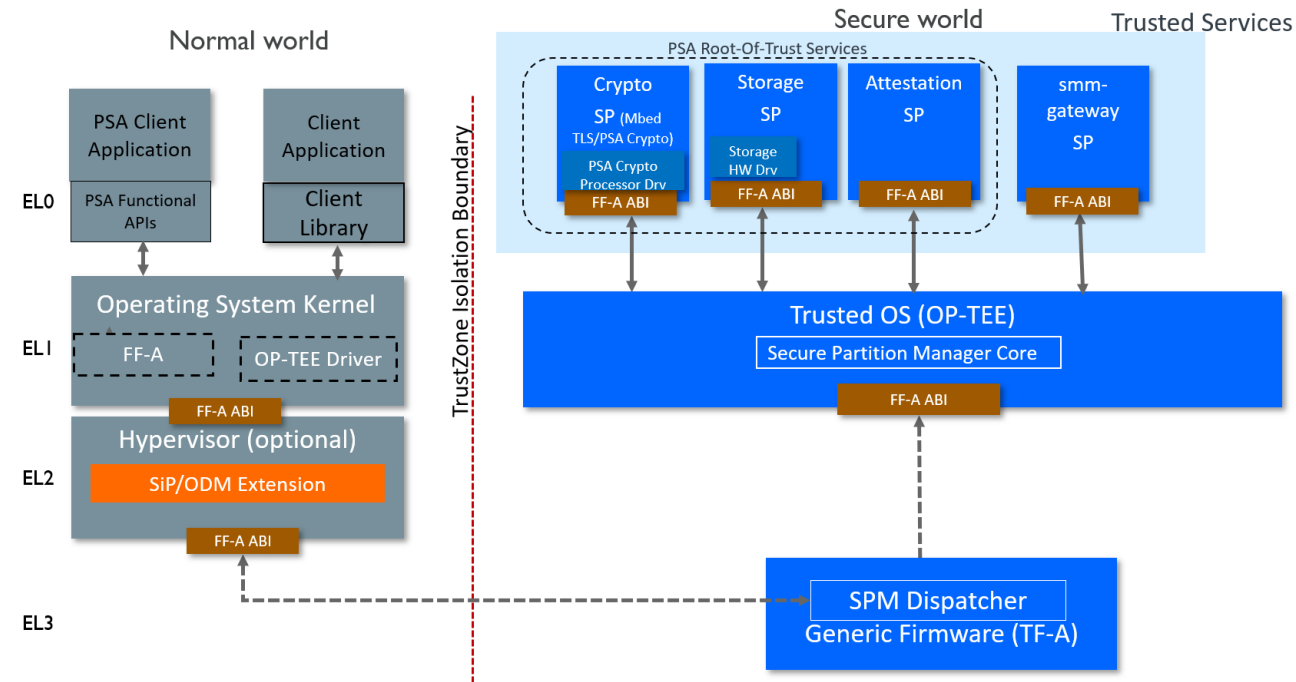 Normal world
Secure world
Trusted Services
PSA Root-Of-Trust Services
PSA Client
Application
PSA Functional
APIs
Client
Application
Client
Library
TrustZone Isolation Boundary
Crypto
SP (Mbed
TLS/PSA Crypto)
PSA Crypto
Processor Drv
FF-A ABI
Storage
SP
Storage
HW Drv
FF-A ABI
Attestation
SP
FF-A ABI
smm-
gateway
SP
FF-A ABI
EL0
Operating System Kernel
FF-A
OP-TEE Driver
FF-A ABI
EL1
Trusted OS (OP-TEE)
Secure Partition Manager Core
FF-A ABI
Hypervisor (optional)
EL2
SiP/ODM Extension
FF-A ABI
EL3
SPM Dispatcher
Generic Firmware (TF-A)